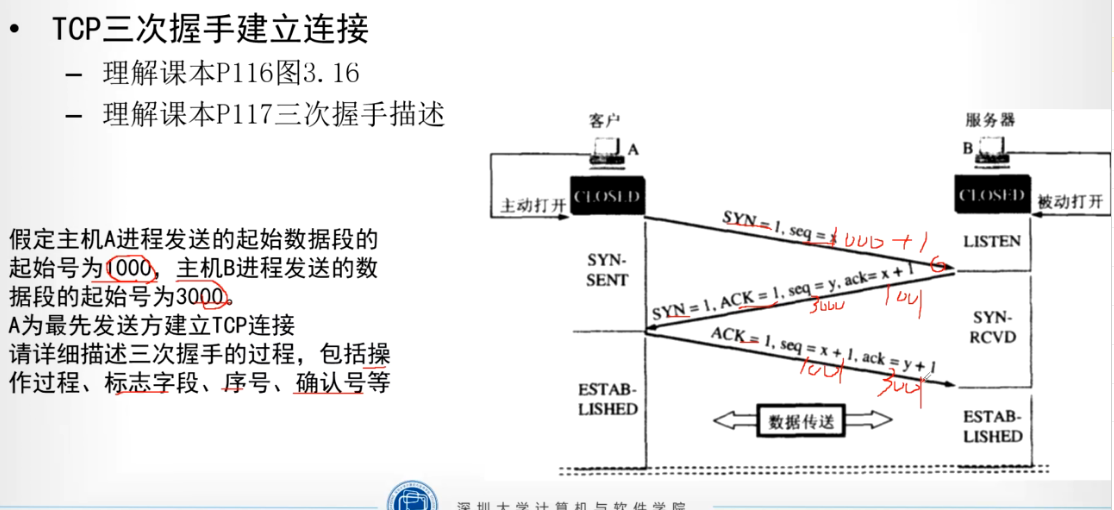 • TCP三次握手建立连接
– 理解课本P116图3.16
– 理解课本P117三次握手描述
假定主机A进程发送的起始数据段的
起始号为1000，主机B进程发送的数
据段的起始号为3000。
A为最先发送方建立TCP连接
请详细描述三次握手的过程，包括操
作过程、标志字段、序号、确认号等
客户
服务器
A
B
CLOSED
CLOSED
主动打开
被动打开
SYN = 1, seq = x
1000 + 1
LISTEN
SYN-
SENT
SYN = 1, ACK = 1, seq = y, ack= x + 1
3000
1001
SYN-
RCVD
ACK = 1, seq = x + 1, ack = y + 1
1001
3001
ESTAB-
LISHED
数据传送
ESTAB-
LISHED
深圳大学计算机与软件学院